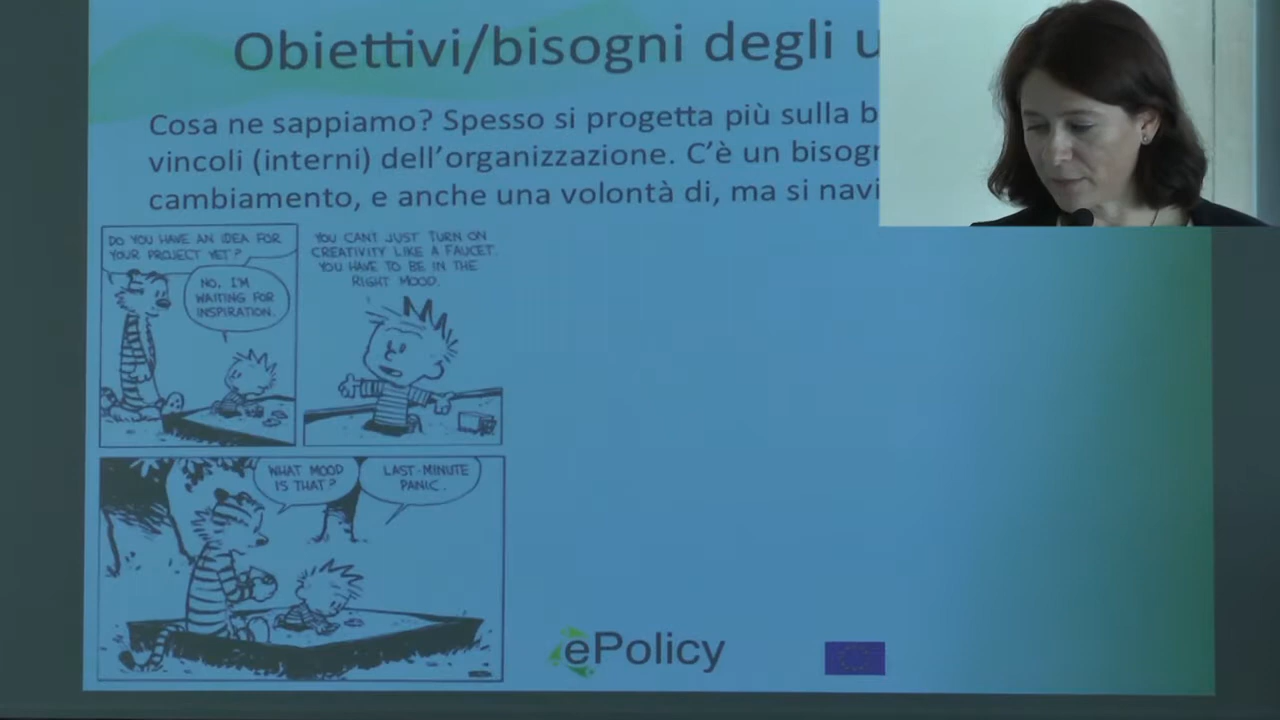 Obiettivi/bisogni degli u
Cosa ne sappiamo? Spesso si progetta più sulla b
vincoli (interni) dell'organizzazione. C'è un bisogn
cambiamento, e anche una volontà di, ma si navi
DO YOU HAVE AN IDEA FOR
YOUR PROJECT YET?
NO, I'M
WAITING FOR
INSPIRATION.
YOU CAN'T JUST TURN ON
CREATIVITY LIKE A FAUCET.
YOU HAVE TO BE IN THE
RIGHT MOOD.
WHAT MOOD
IS THAT?
LAST-MINUTE
PANIC.
ePolicy